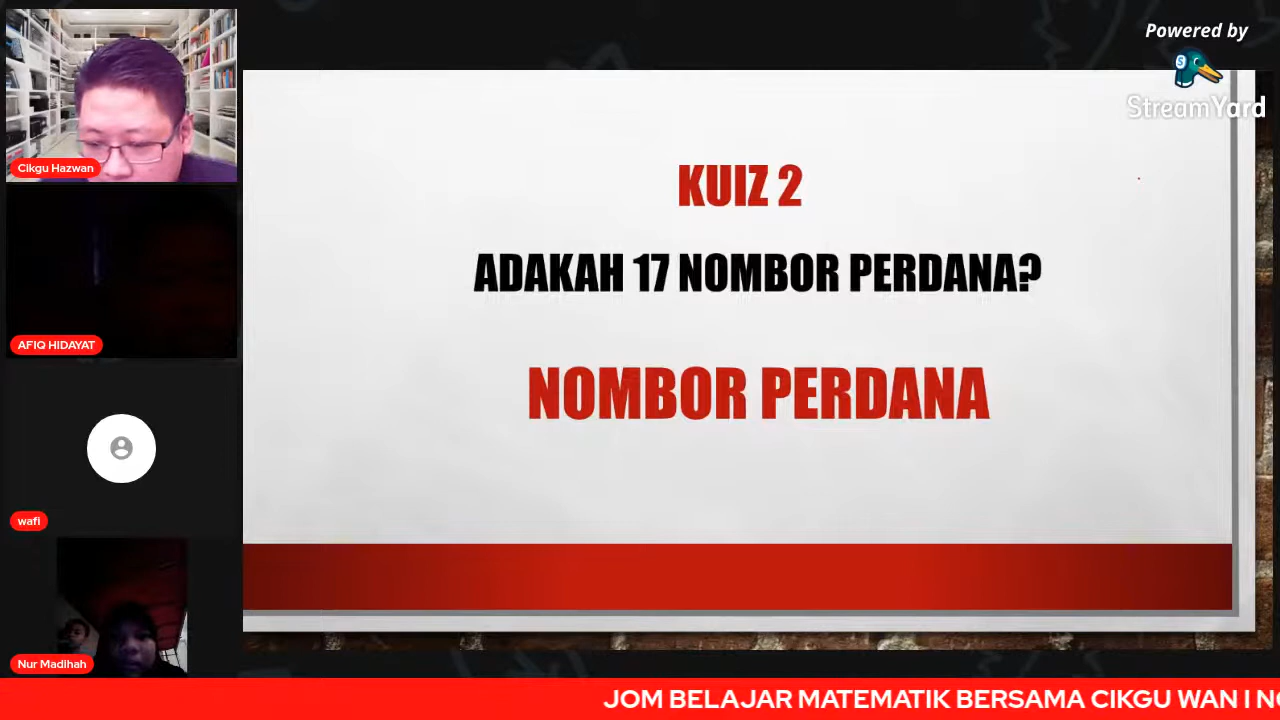 Powered by
StreamYard
Cikgu Hazwan
KUIZ 2
ADAKAH 17 NOMBOR PERDANA?
NOMBOR PERDANA
AFIQ HIDAYAT
wafi
Nur Madihah
JOM BELAJAR MATEMATIK BERSAMA CIKGU WAN I